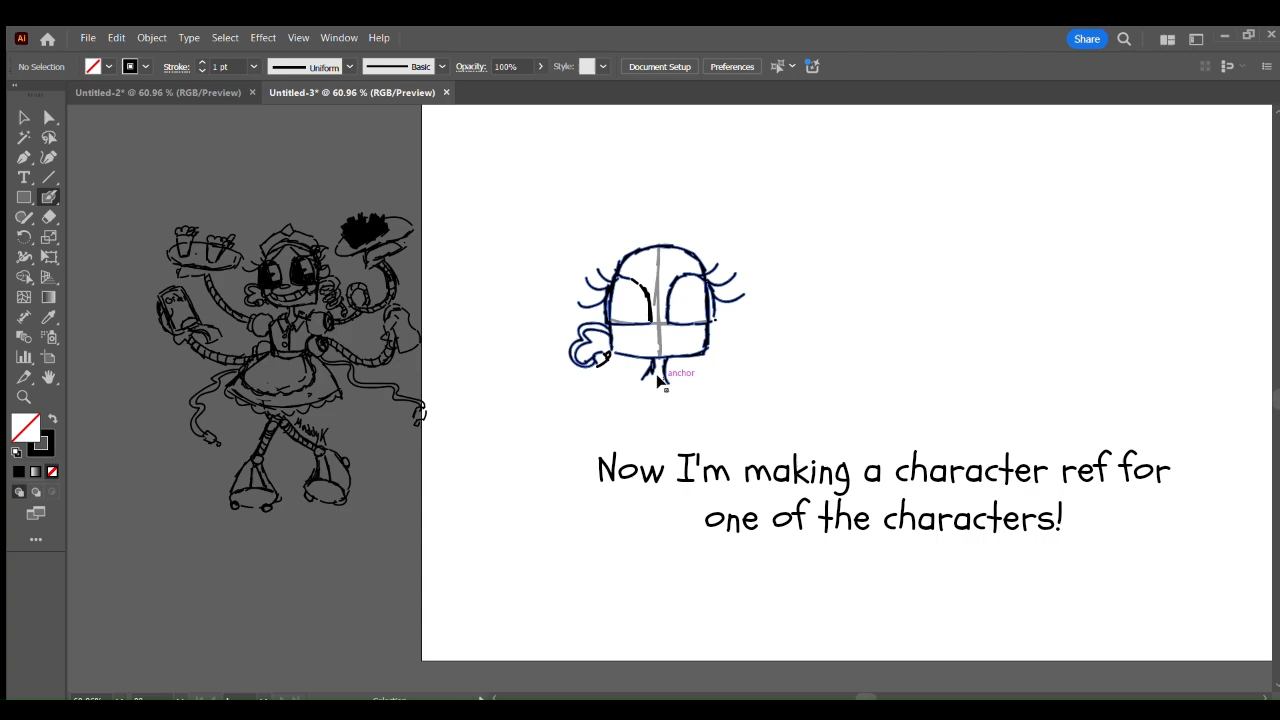 Ai File Edit Object Type Select Effect View Window Help Share
No Selection Stroke: 1 pt Uniform Basic Opacity: 100% Style: Document Setup Preferences
Untitled-2* @ 60.96 % (RGB/Preview) × Untitled-3* @ 60.96 % (RGB/Preview) ×
anchor
Now I'm making a character ref for
one of the characters!